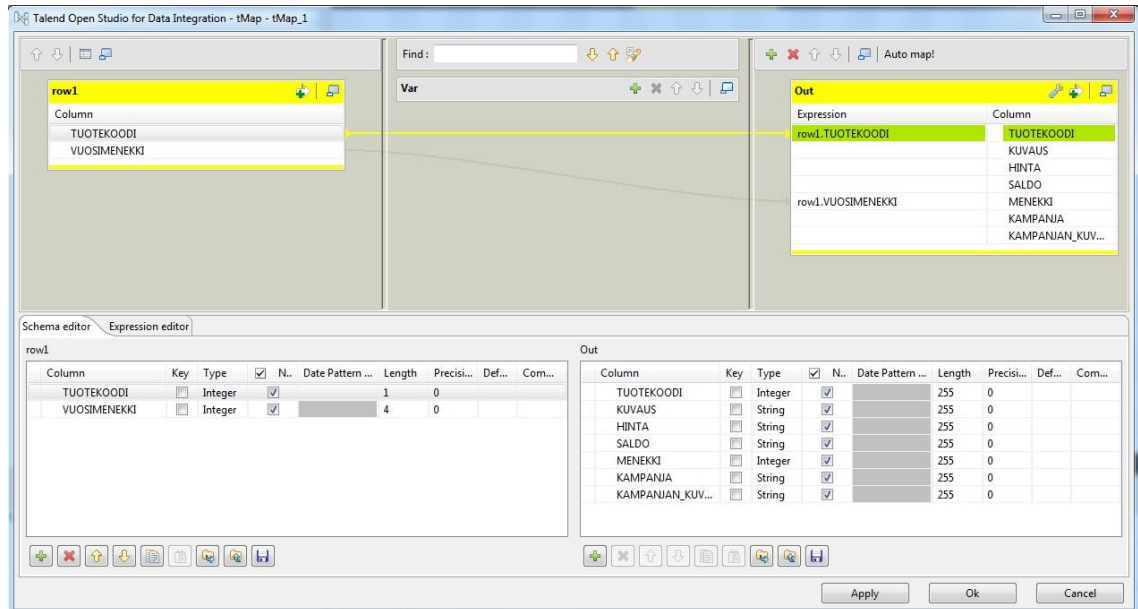 Talend Open Studio for Data Integration - tMap - tMap_1
Find :
Auto map!
row1
Column
TUOTEKOODI
VUOSIMENEKKI
Var
Out
Expression Column
row1.TUOTEKOODI TUOTEKOODI
KUVAUS
HINTA
SALDO
row1.VUOSIMENEKKI MENEKKI
KAMPANJA
KAMPANJAN_KUV...
Schema editor Expression editor
row1
Column Key Type N.. Date Pattern ... Length Precisi... Def... Com...
TUOTEKOODI Integer 1 0
VUOSIMENEKKI Integer 4 0
Out
Column Key Type N.. Date Pattern ... Length Precisi... Def... Com...
TUOTEKOODI Integer 255 0
KUVAUS String 255 0
HINTA String 255 0
SALDO String 255 0
MENEKKI Integer 255 0
KAMPANJA String 255 0
KAMPANJAN_KUV... String 255 0
Apply Ok Cancel